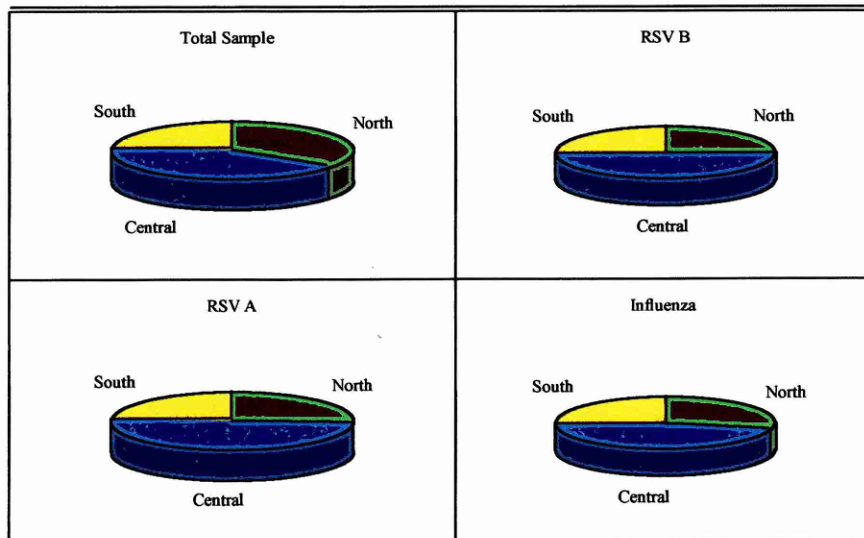 Total Sample
South
North
Central
RSV B
South
North
Central
RSV A
South
North
Central
Influenza
South
North
Central